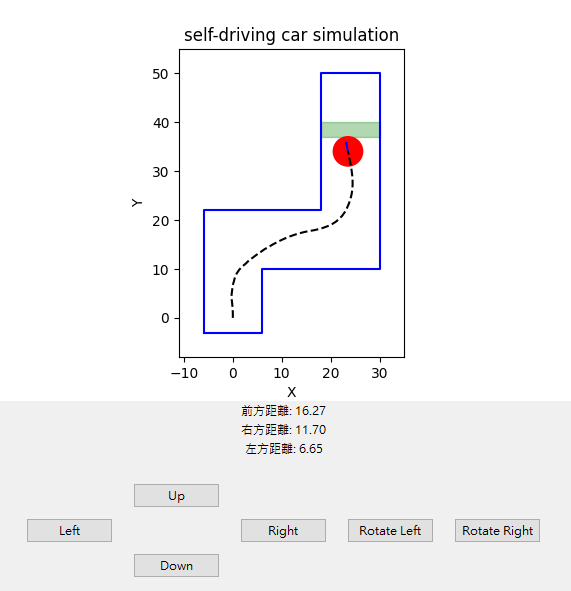 self-driving car simulation
50
40
30
20
10
0
Y
−10 0 10 20 30
X
前方距離: 16.27
右方距離: 11.70
左方距離: 6.65
Up
Left Right Rotate Left Rotate Right
Down